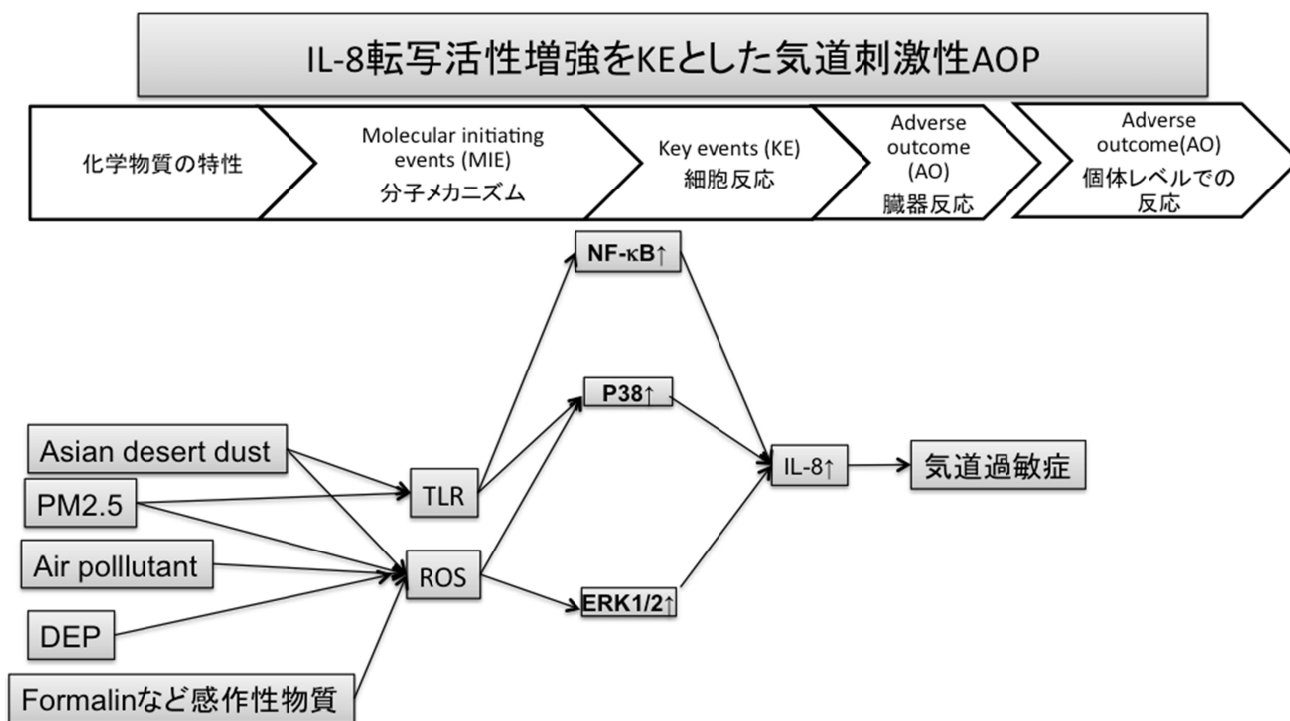 IL-8転写活性増強をKEとした気道刺激性AOP
化学物質の特性
Molecular initiating
events (MIE)
分子メカニズム
Key events (KE)
細胞反応
Adverse
outcome
(AO)
臓器反応
Adverse
outcome(AO)
個体レベルでの
反応
NF-κB↑
P38↑
Asian desert dust
TLR
IL-8↑
気道過敏症
PM2.5
Air polllutant
ROS
ERK1/2↑
DEP
Formalinなど感作性物質